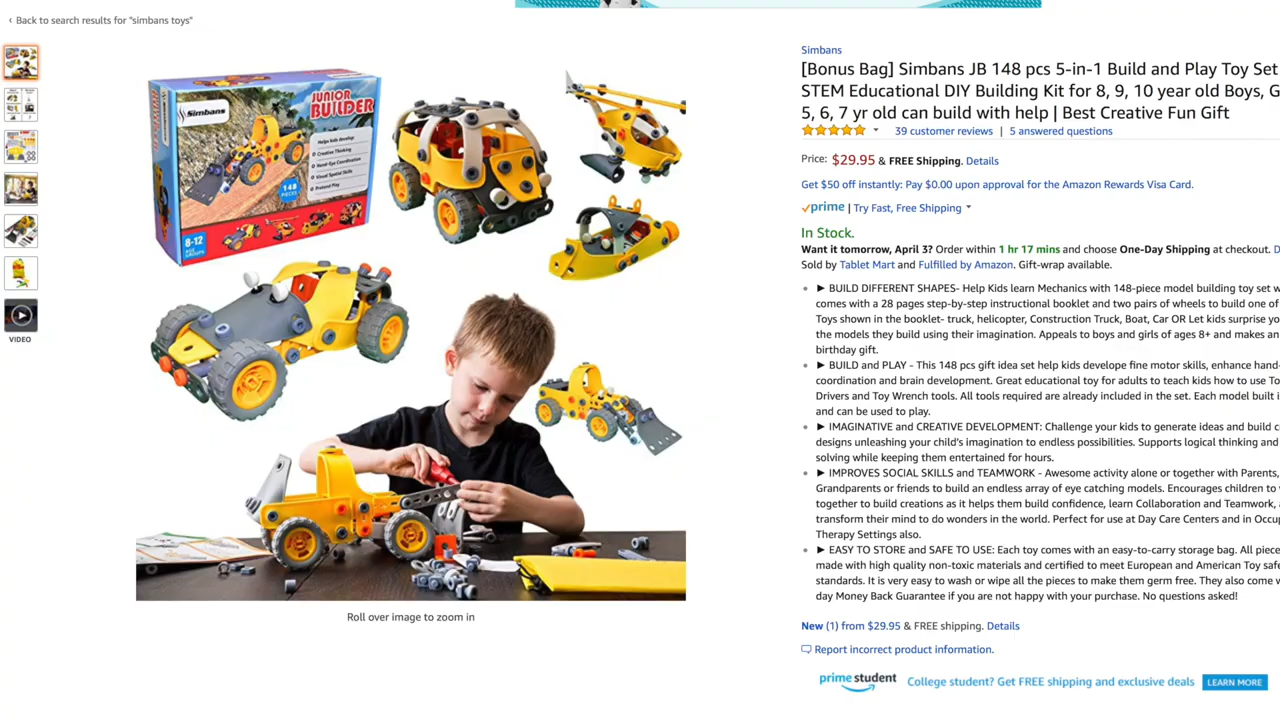 ‹ Back to search results for "simbans toys"
VIDEO
Simbans
JUNIOR
BUILDER
Helps kids develop
Creative Thinking
Hand-Eye Coordination
Visual Spatial Skills
Pretend Play
148
PIECES
8-12
Roll over image to zoom in
Simbans
[Bonus Bag] Simbans JB 148 pcs 5-in-1 Build and Play Toy Set
STEM Educational DIY Building Kit for 8, 9, 10 year old Boys, G
5, 6, 7 yr old can build with help | Best Creative Fun Gift
39 customer reviews | 5 answered questions
Price: $29.95 & FREE Shipping. Details
Get $50 off instantly: Pay $0.00 upon approval for the Amazon Rewards Visa Card.
prime | Try Fast, Free Shipping
In Stock.
Want it tomorrow, April 3? Order within 1 hr 17 mins and choose One-Day Shipping at checkout. D
Sold by Tablet Mart and Fulfilled by Amazon. Gift-wrap available.
► BUILD DIFFERENT SHAPES- Help Kids learn Mechanics with 148-piece model building toy set w
comes with a 28 pages step-by-step instructional booklet and two pairs of wheels to build one of
Toys shown in the booklet- truck, helicopter, Construction Truck, Boat, Car OR Let kids surprise yo
the models they build using their imagination. Appeals to boys and girls of ages 8+ and makes an
birthday gift.
► BUILD and PLAY - This 148 pcs gift idea set help kids develope fine motor skills, enhance hand-
coordination and brain development. Great educational toy for adults to teach kids how to use To
Drivers and Toy Wrench tools. All tools required are already included in the set. Each model built i
and can be used to play.
► IMAGINATIVE and CREATIVE DEVELOPMENT: Challenge your kids to generate ideas and build c
designs unleashing your child's imagination to endless possibilities. Supports logical thinking and
solving while keeping them entertained for hours.
► IMPROVES SOCIAL SKILLS and TEAMWORK - Awesome activity alone or together with Parents,
Grandparents or friends to build an endless array of eye catching models. Encourages children to
together to build creations as it helps them build confidence, learn Collaboration and Teamwork,
transform their mind to do wonders in the world. Perfect for use at Day Care Centers and in Occup
Therapy Settings also.
► EASY TO STORE and SAFE TO USE: Each toy comes with an easy-to-carry storage bag. All piece
made with high quality non-toxic materials and certified to meet European and American Toy safe
standards. It is very easy to wash or wipe all the pieces to make them germ free. They also come w
day Money Back Guarantee if you are not happy with your purchase. No questions asked!
New (1) from $29.95 & FREE shipping. Details
Report incorrect product information.
prime student College student? Get FREE shipping and exclusive deals LEARN MORE